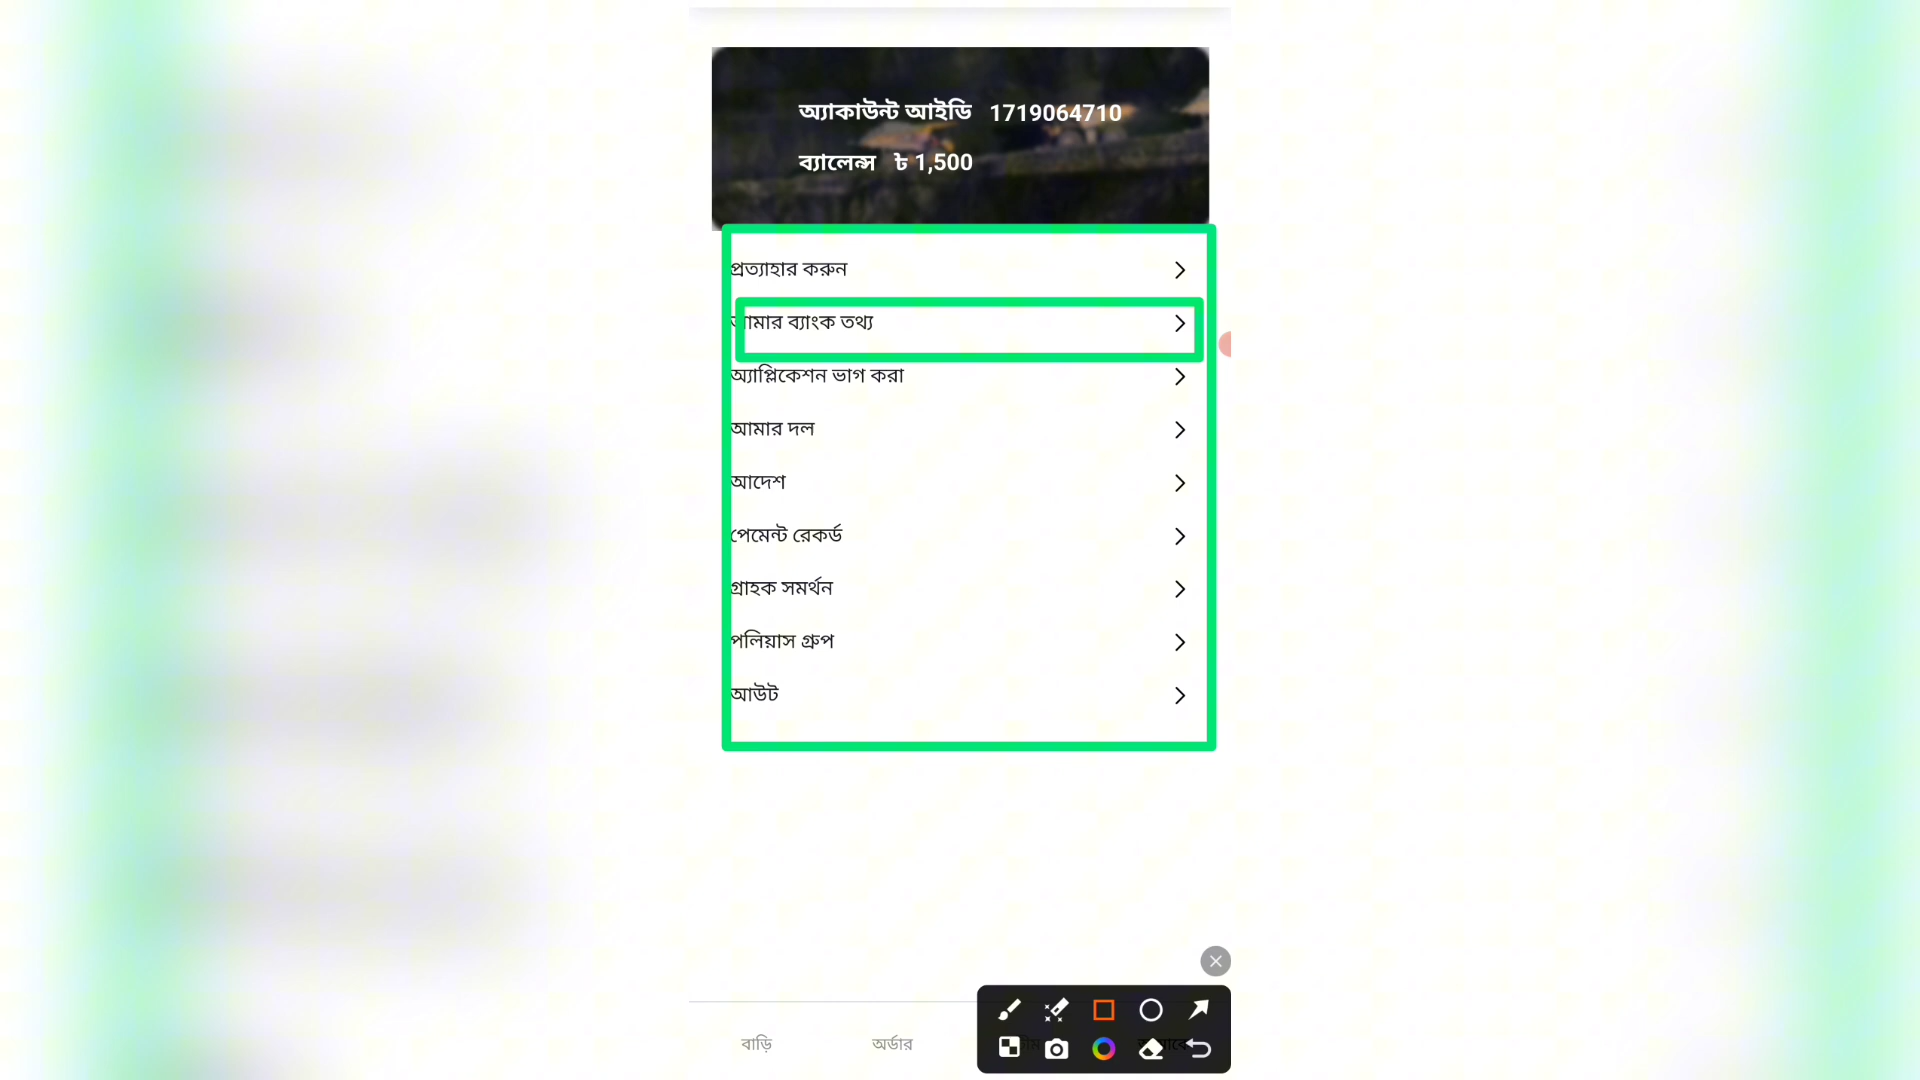 অ্যাকাউন্ট আইডি 1719064710
ব্যালেন্স ৳ 1,500
প্রত্যাহার করুন
আমার ব্যাংক তথ্য
অ্যাপ্লিকেশন ভাগ করা
আমার দল
আদেশ
পেমেন্ট রেকর্ড
গ্রাহক সমর্থন
পলিয়াস গ্রুপ
আউট
বাড়ি অর্ডার